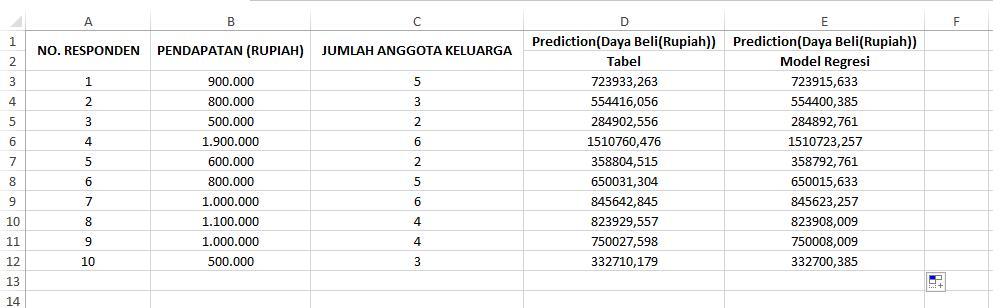 A B C D E F
1 NO. RESPONDEN PENDAPATAN (RUPIAH) JUMLAH ANGGOTA KELUARGA Prediction(Daya Beli(Rupiah)) Prediction(Daya Beli(Rupiah))
2 Tabel Model Regresi
3 1 900.000 5 723933,263 723915,633
4 2 800.000 3 554416,056 554400,385
5 3 500.000 2 284902,556 284892,761
6 4 1.900.000 6 1510760,476 1510723,257
7 5 600.000 2 358804,515 358792,761
8 6 800.000 5 650031,304 650015,633
9 7 1.000.000 6 845642,845 845623,257
10 8 1.100.000 4 823929,557 823908,009
11 9 1.000.000 4 750027,598 750008,009
12 10 500.000 3 332710,179 332700,385
13
14